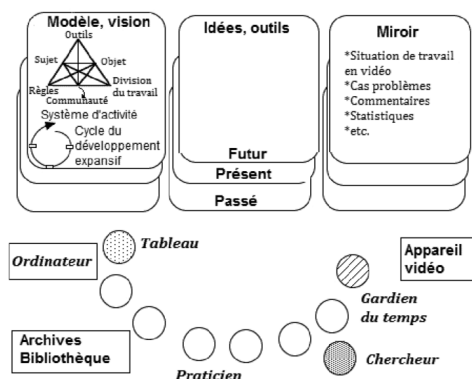 Modèle, vision
Outils
Sujet
Objet
Règles
Division
du travail
Communauté
Système d'activité
Cycle du
développement
expansif
Idées, outils
Futur
Présent
Passé
Miroir
*Situation de travail
en vidéo
*Cas problèmes
*Commentaires
*Statistiques
*etc.
Ordinateur
Tableau
Appareil
vidéo
Gardien
du temps
Archives
Bibliothèque
Praticien
Chercheur